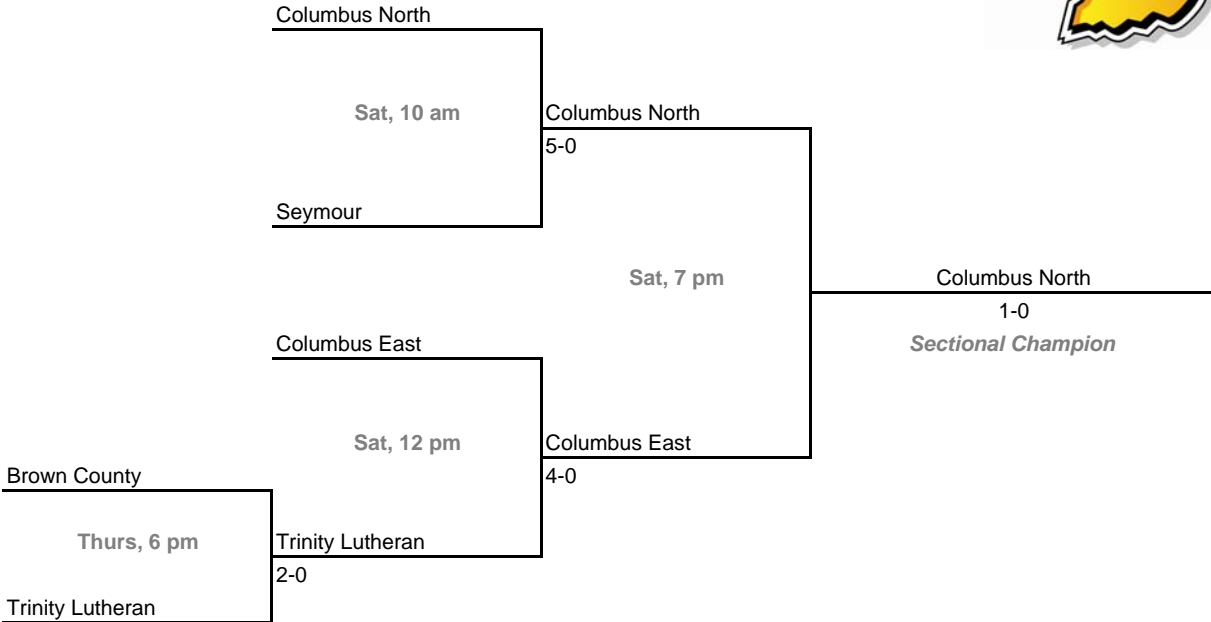 Columbus North
Sat, 10 am
Columbus North
5-0
Seymour
Sat, 7 pm
Columbus North
1-0
Columbus East
Sectional Champion
Sat, 12 pm
Columbus East
Brown County
4-0
Thurs, 6 pm
Trinity Lutheran
2-0
Trinity Lutheran